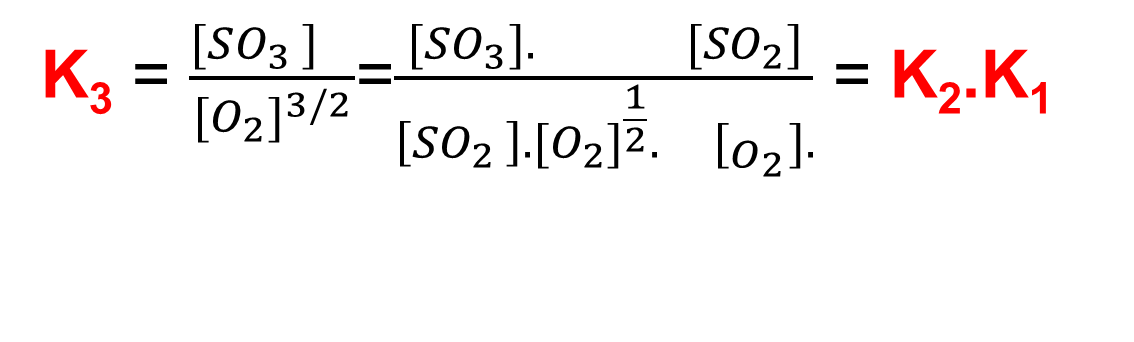 K₃ = [SO₃ ] / [O₂]^3/2 = [SO₃]. [SO₂] / [SO₂ ].[O₂]^1/2. [O₂]. = K₂.K₁